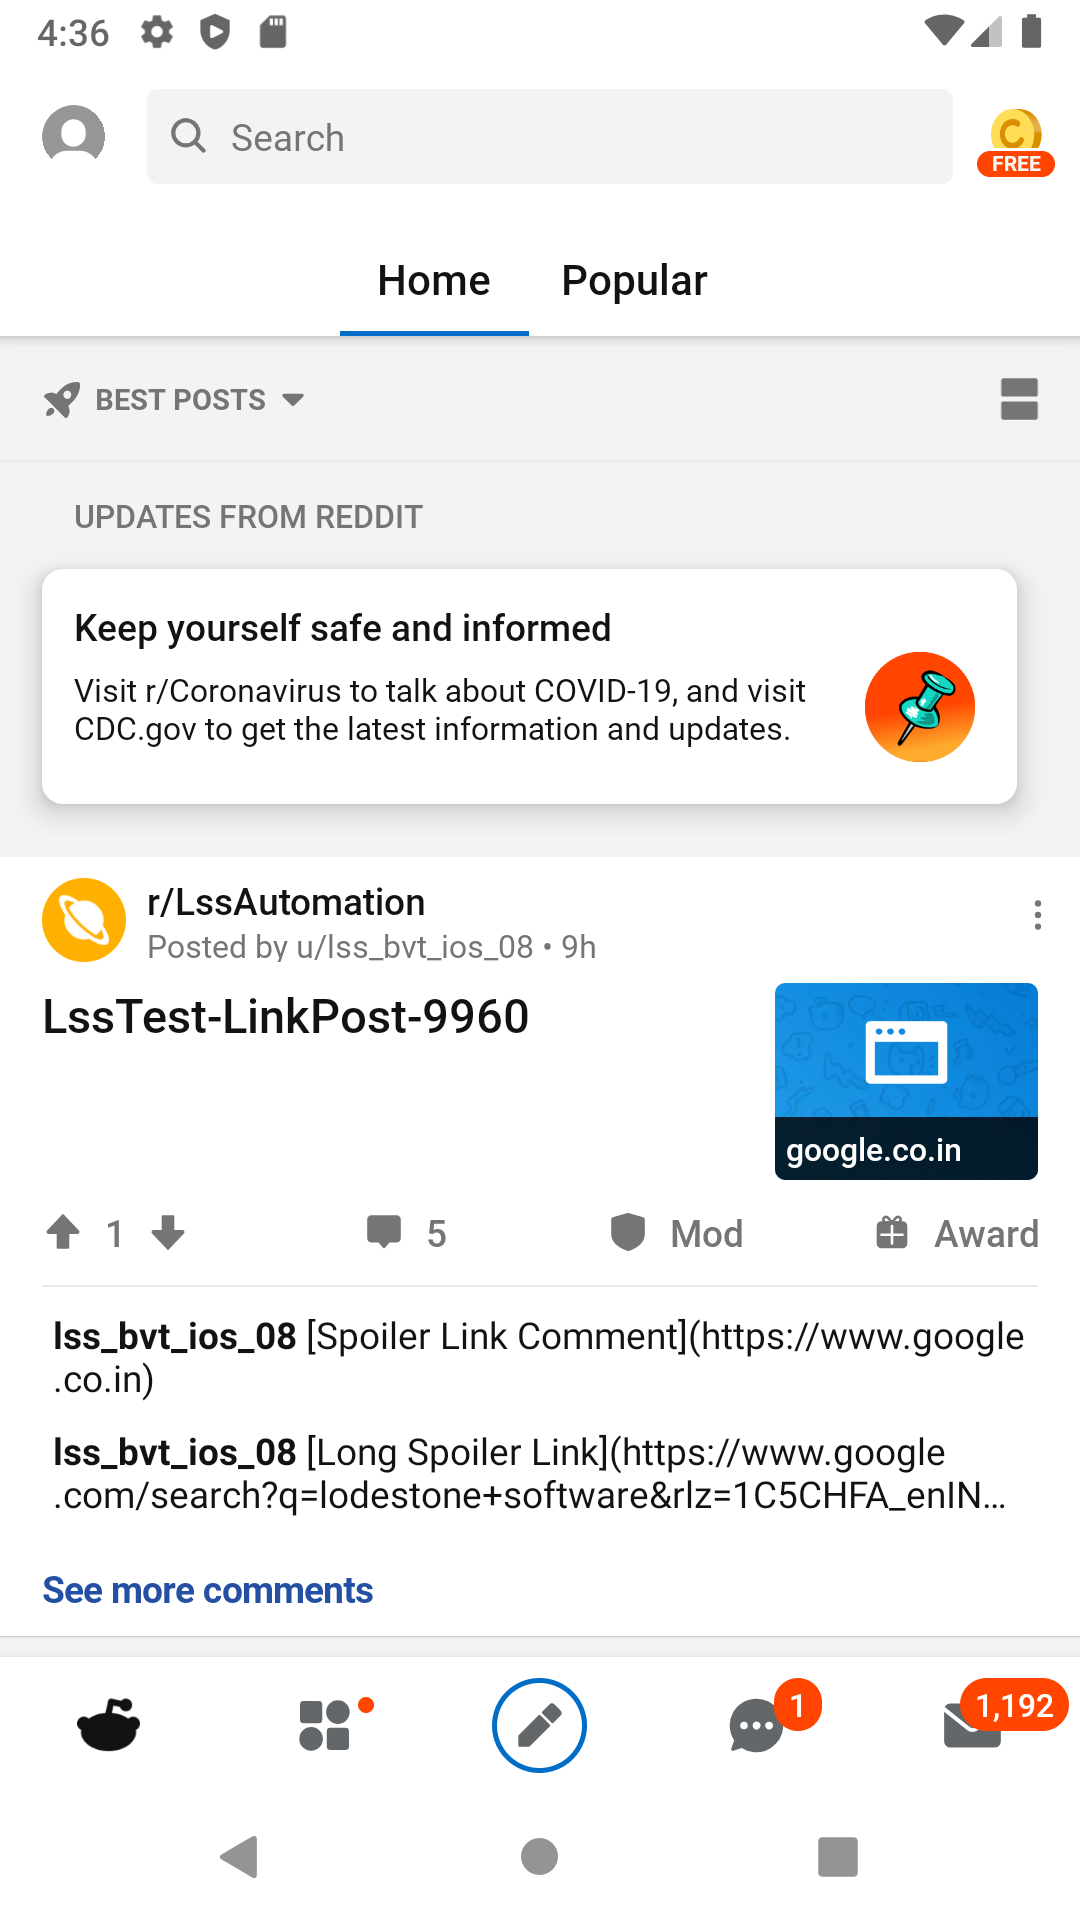 4:36
Search
FREE
Home Popular
BEST POSTS
UPDATES FROM REDDIT
Keep yourself safe and informed
Visit r/Coronavirus to talk about COVID-19, and visit
CDC.gov to get the latest information and updates.
r/LssAutomation
Posted by u/lss_bvt_ios_08 • 9h
LssTest-LinkPost-9960
google.co.in
1 5 Mod Award
lss_bvt_ios_08 [Spoiler Link Comment](https://www.google
.co.in)
lss_bvt_ios_08 [Long Spoiler Link](https://www.google
.com/search?q=lodestone+software&rlz=1C5CHFA_enIN…
See more comments
1 1,192